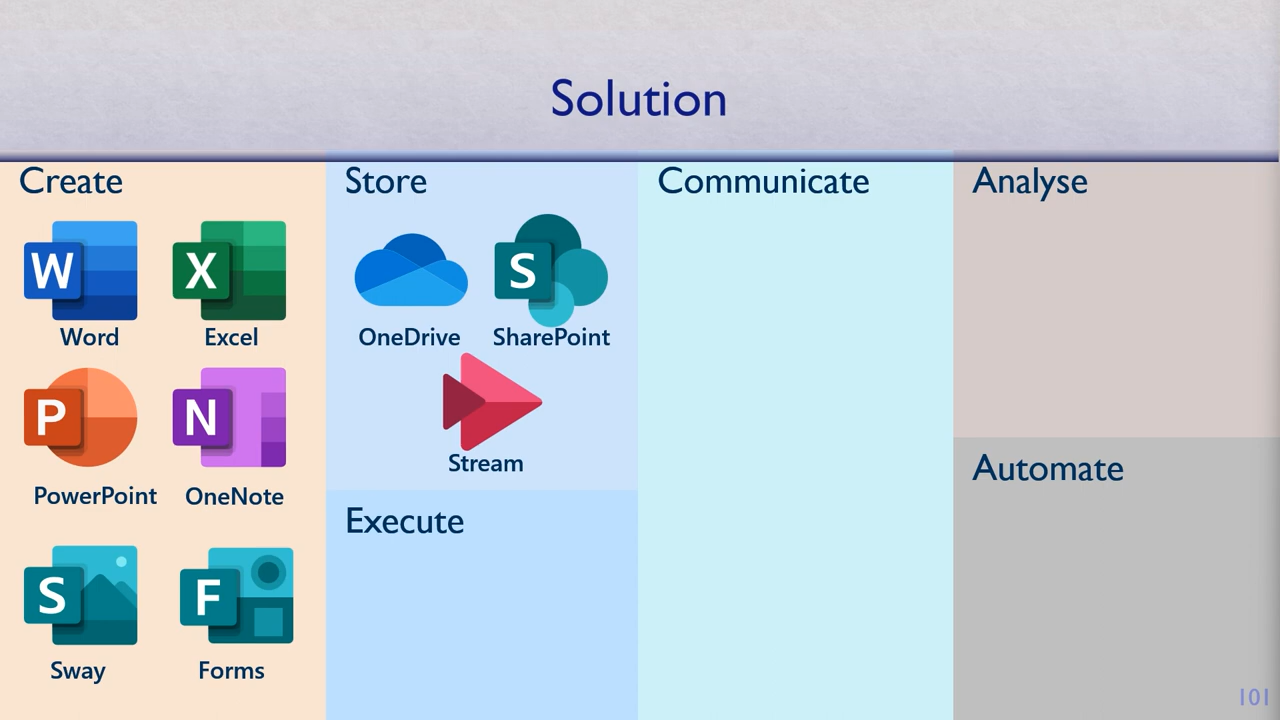 Solution
Create
W
X
Word
Excel
P
N
PowerPoint
OneNote
S
F
Sway
Forms
Store
S
OneDrive
SharePoint
Stream
Execute
Communicate
Analyse
Automate
101